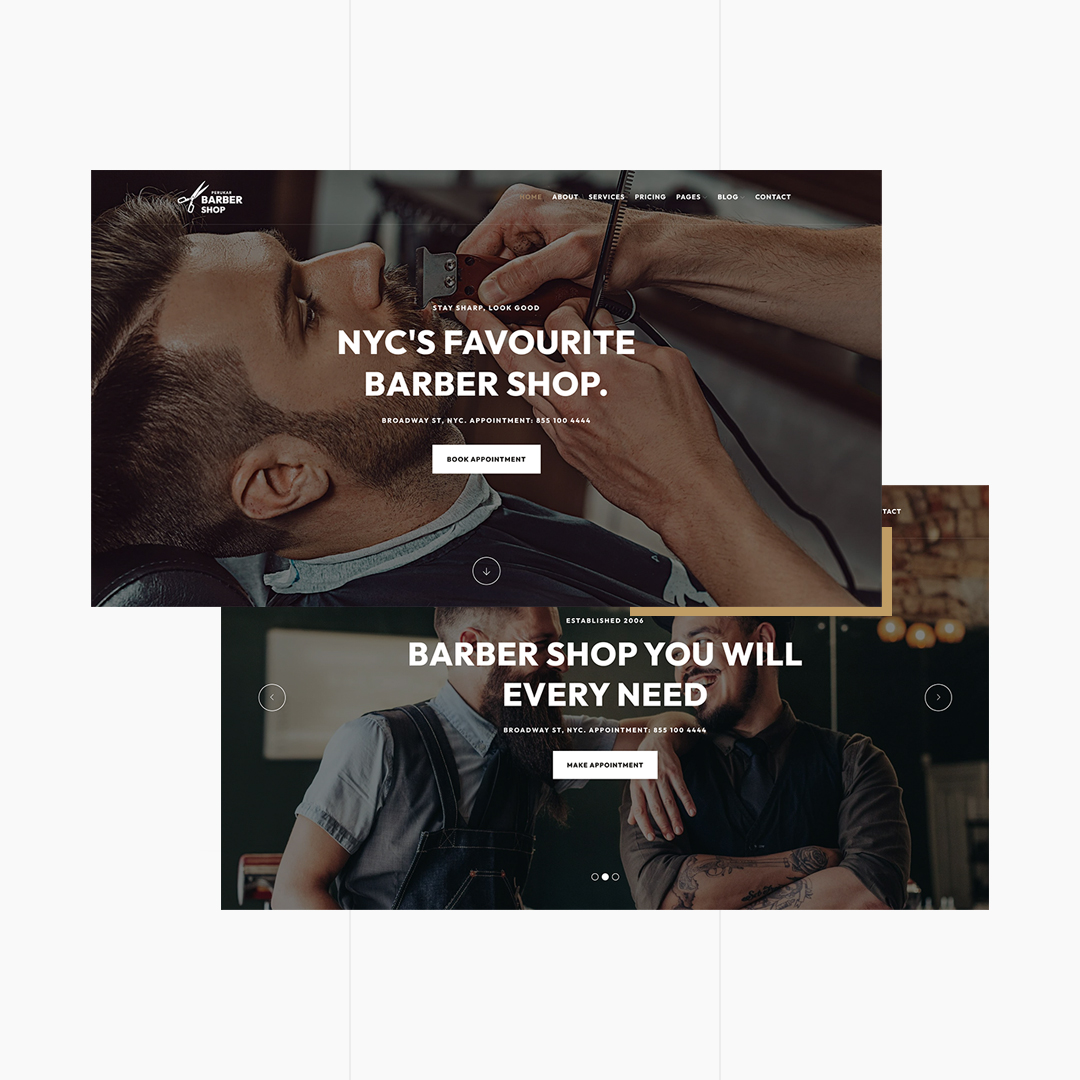 PERUKAR
BARBER
SHOP
HOME ABOUT SERVICES PRICING PAGES BLOG CONTACT
STAY SHARP, LOOK GOOD
NYC'S FAVOURITE
BARBER SHOP.
BROADWAY ST, NYC. APPOINTMENT: 855 100 4444
BOOK APPOINTMENT
TACT
ESTABLISHED 2006
BARBER SHOP YOU WILL
EVERY NEED
BROADWAY ST, NYC. APPOINTMENT: 855 100 4444
MAKE APPOINTMENT